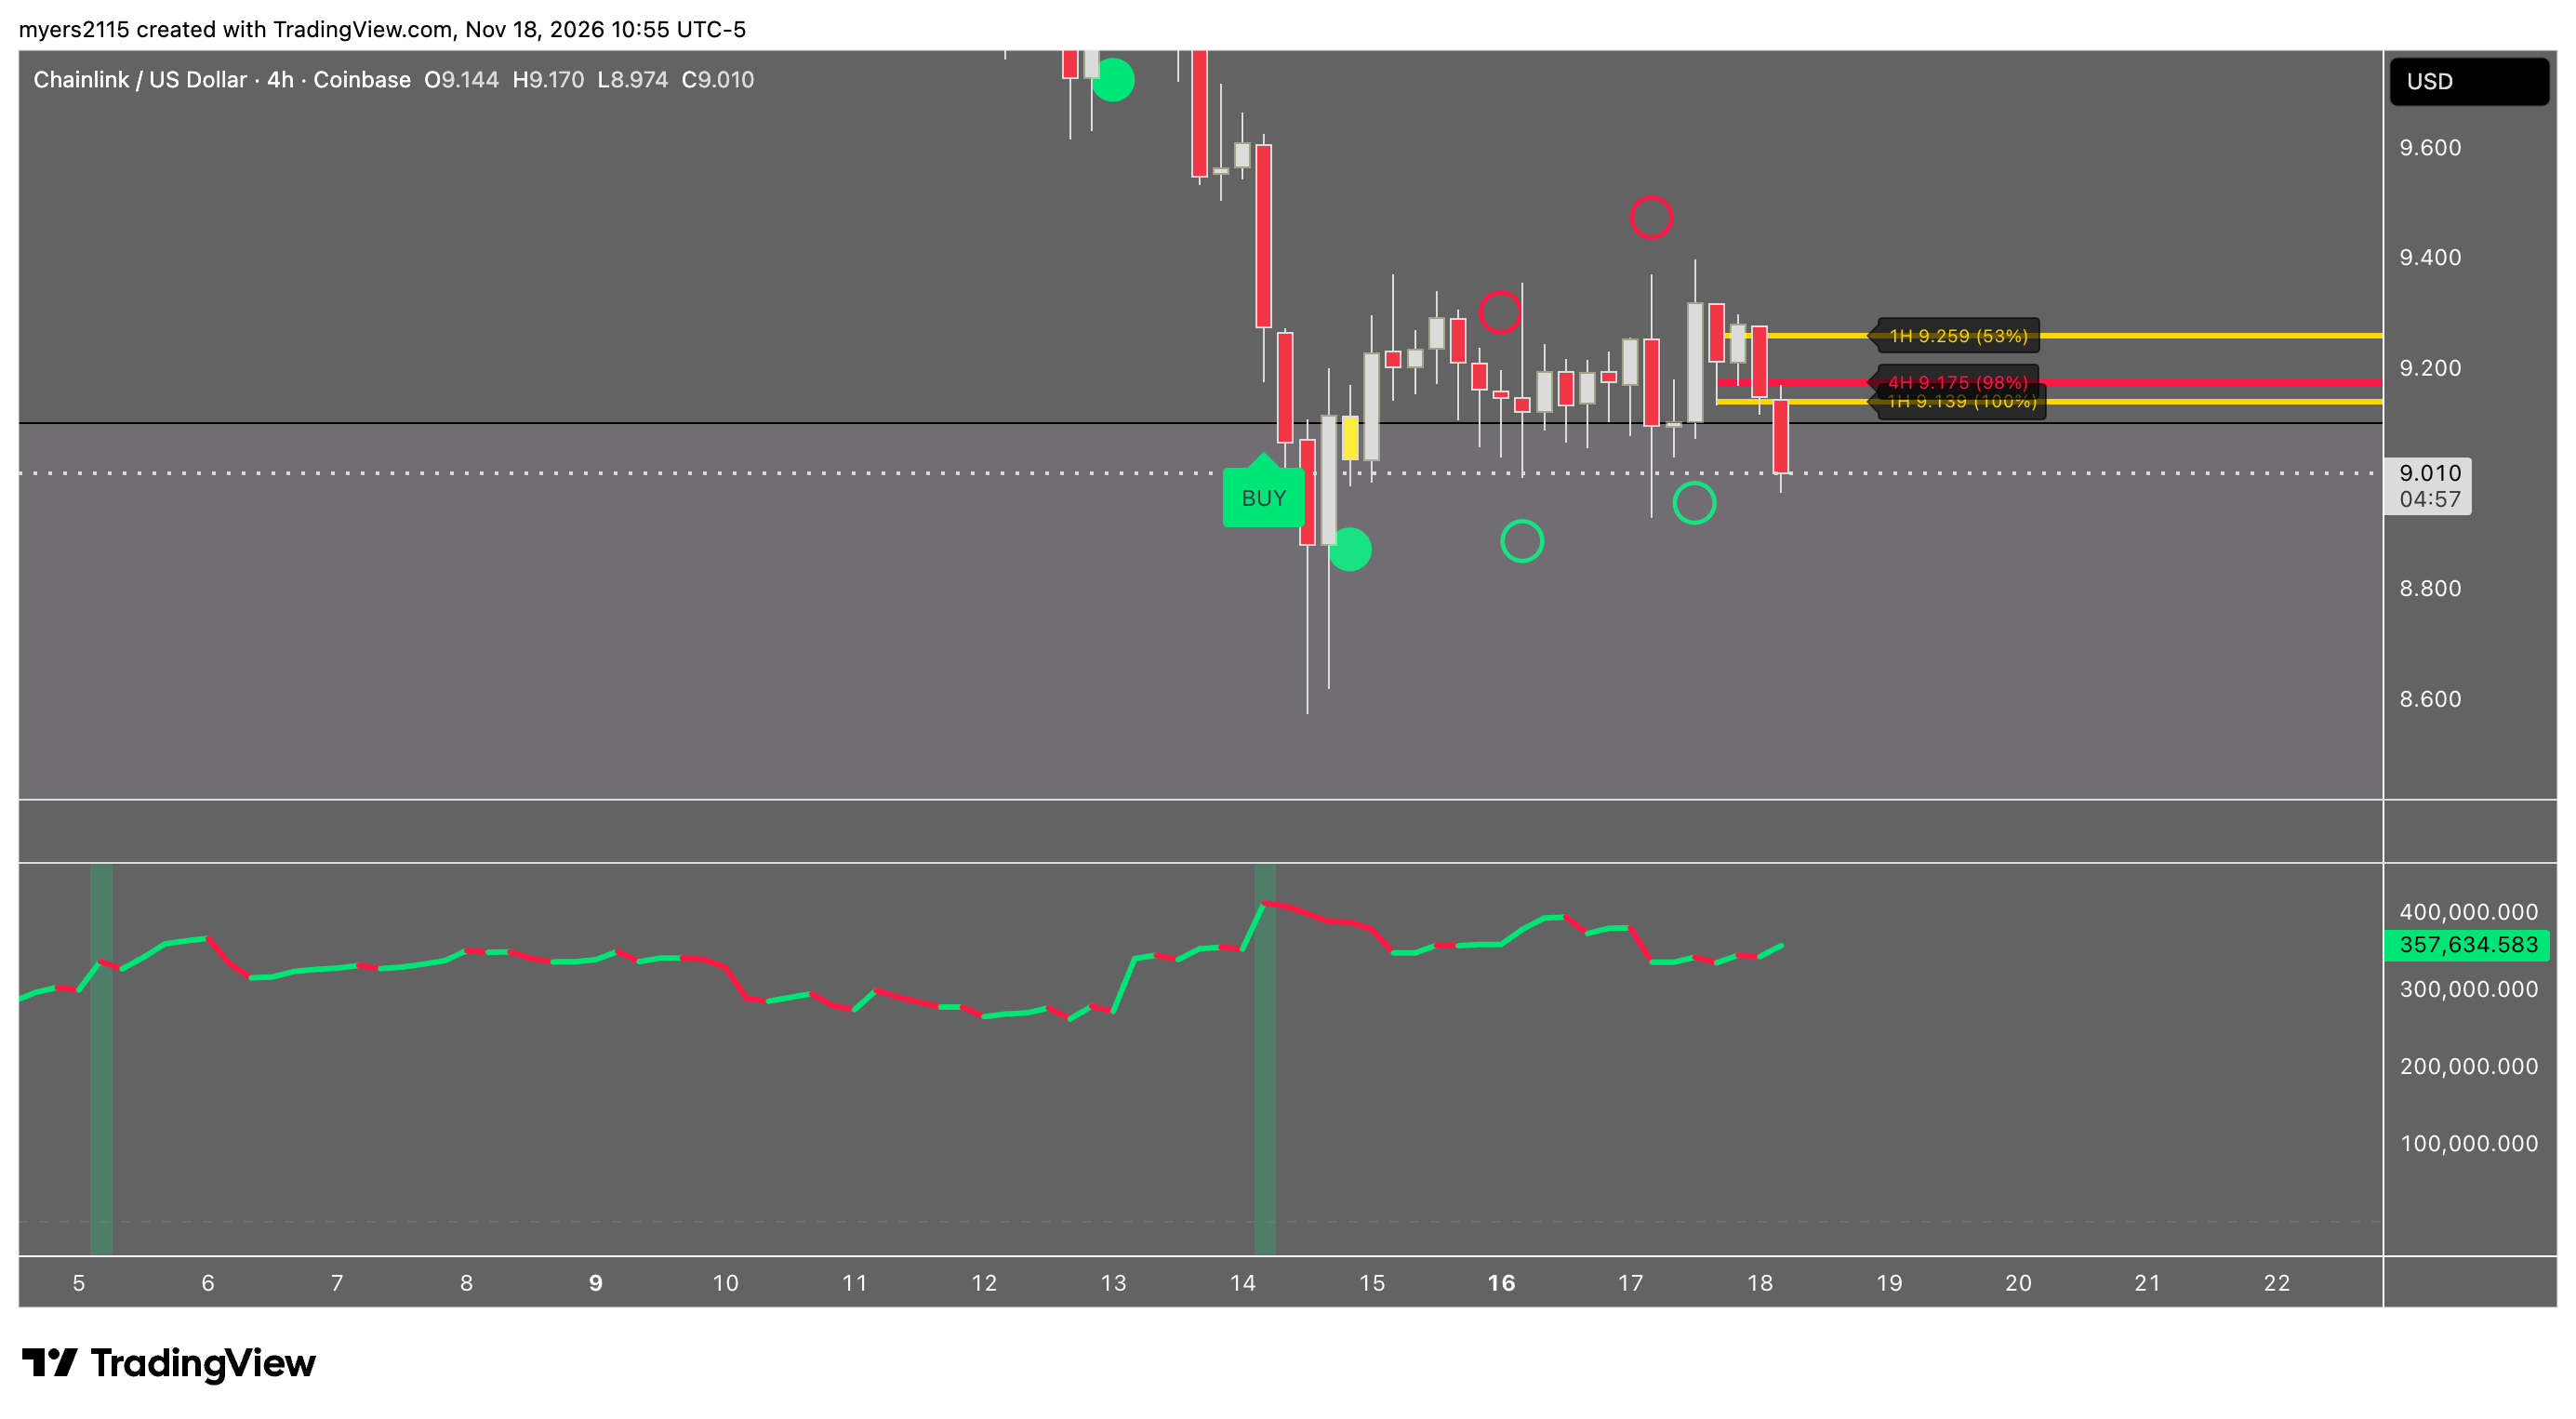 myers2115 created with TradingView.com, Nov 18, 2026 10:55 UTC-5
Chainlink / US Dollar · 4h · Coinbase O9.144 H9.170 L8.974 C9.010
USD
9.600
9.400
1H 9.259 (53%)
9.200
4H 9.175 (98%)
1H 9.139 (100%)
9.010
04:57
BUY
8.800
8.600
400,000.000
357,634.583
300,000.000
200,000.000
100,000.000
5 6 7 8 9 10 11 12 13 14 15 16 17 18 19 20 21 22
TradingView